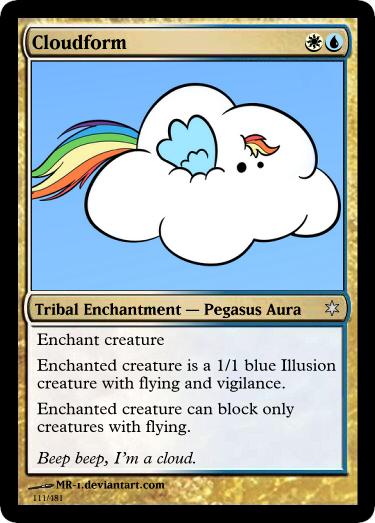 Cloudform
Tribal Enchantment — Pegasus Aura
Enchant creature
Enchanted creature is a 1/1 blue Illusion
creature with flying and vigilance.
Enchanted creature can block only
creatures with flying.
Beep beep, I'm a cloud.
MR-1.deviantart.com
111/481